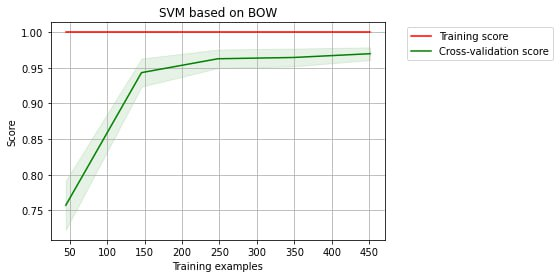 SVM based on BOW
Training score
Cross-validation score
Score
1.00
0.95
0.90
0.85
0.80
0.75
50 100 150 200 250 300 350 400 450
Training examples